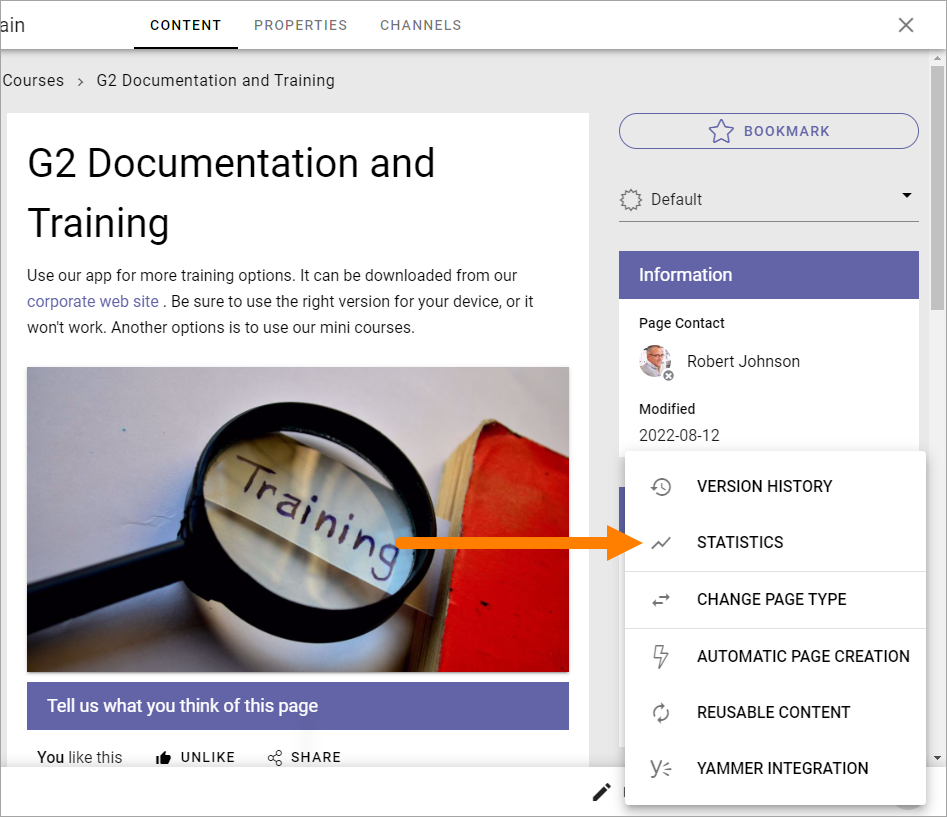 ain
CONTENT
PROPERTIES
CHANNELS
Courses > G2 Documentation and Training
G2 Documentation and
Training
Use our app for more training options. It can be downloaded from our
corporate web site . Be sure to use the right version for your device, or it
won't work. Another options is to use our mini courses.
Training
Tell us what you think of this page
You like this
UNLIKE
SHARE
BOOKMARK
Default
Information
Page Contact
Robert Johnson
Modified
2022-08-12
VERSION HISTORY
STATISTICS
CHANGE PAGE TYPE
AUTOMATIC PAGE CREATION
REUSABLE CONTENT
YAMMER INTEGRATION